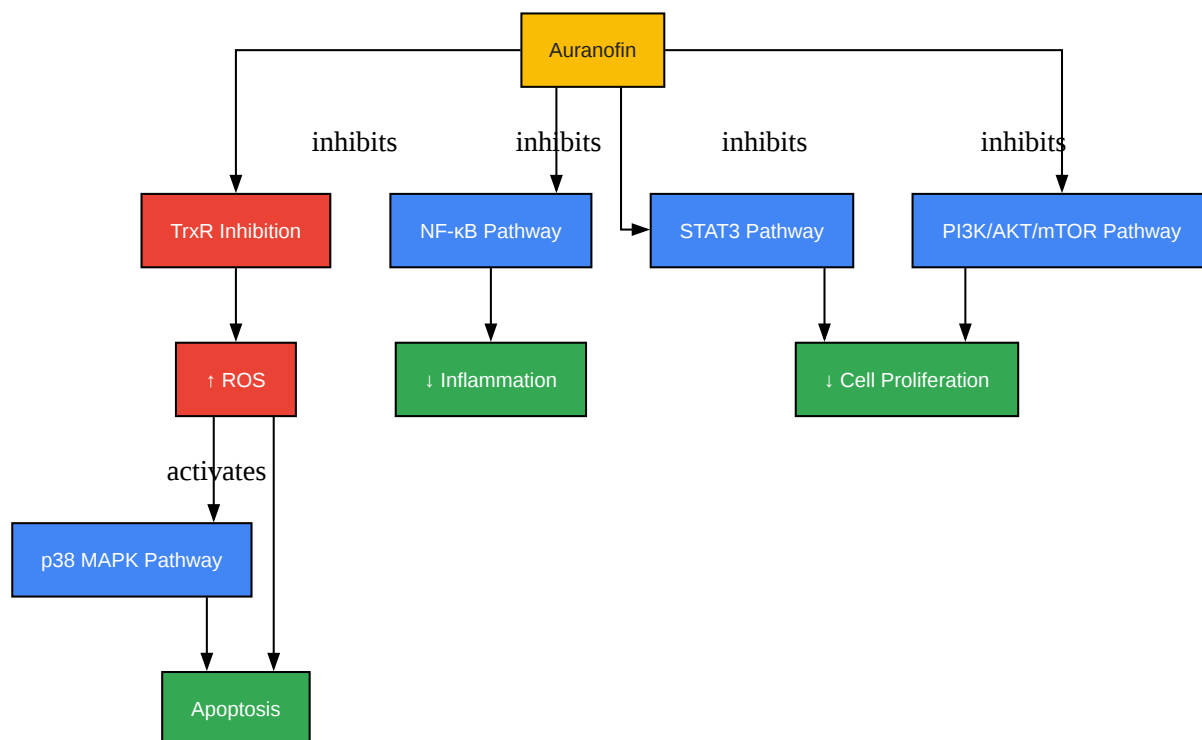 Auranofin
inhibits
inhibits
inhibits
inhibits
TrxR Inhibition
NF-κB Pathway
STAT3 Pathway
PI3K/AKT/mTOR Pathway
↑ ROS
↓ Inflammation
↓ Cell Proliferation
activates
p38 MAPK Pathway
Apoptosis